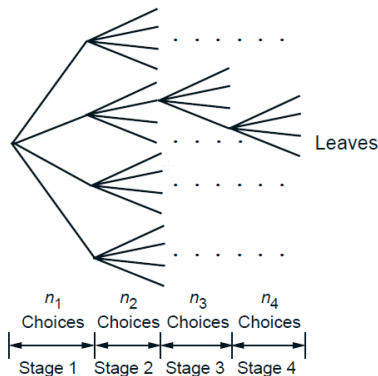 Leaves
n₁ n₂ n₃ n₄
Choices Choices Choices Choices
Stage 1 Stage 2 Stage 3 Stage 4